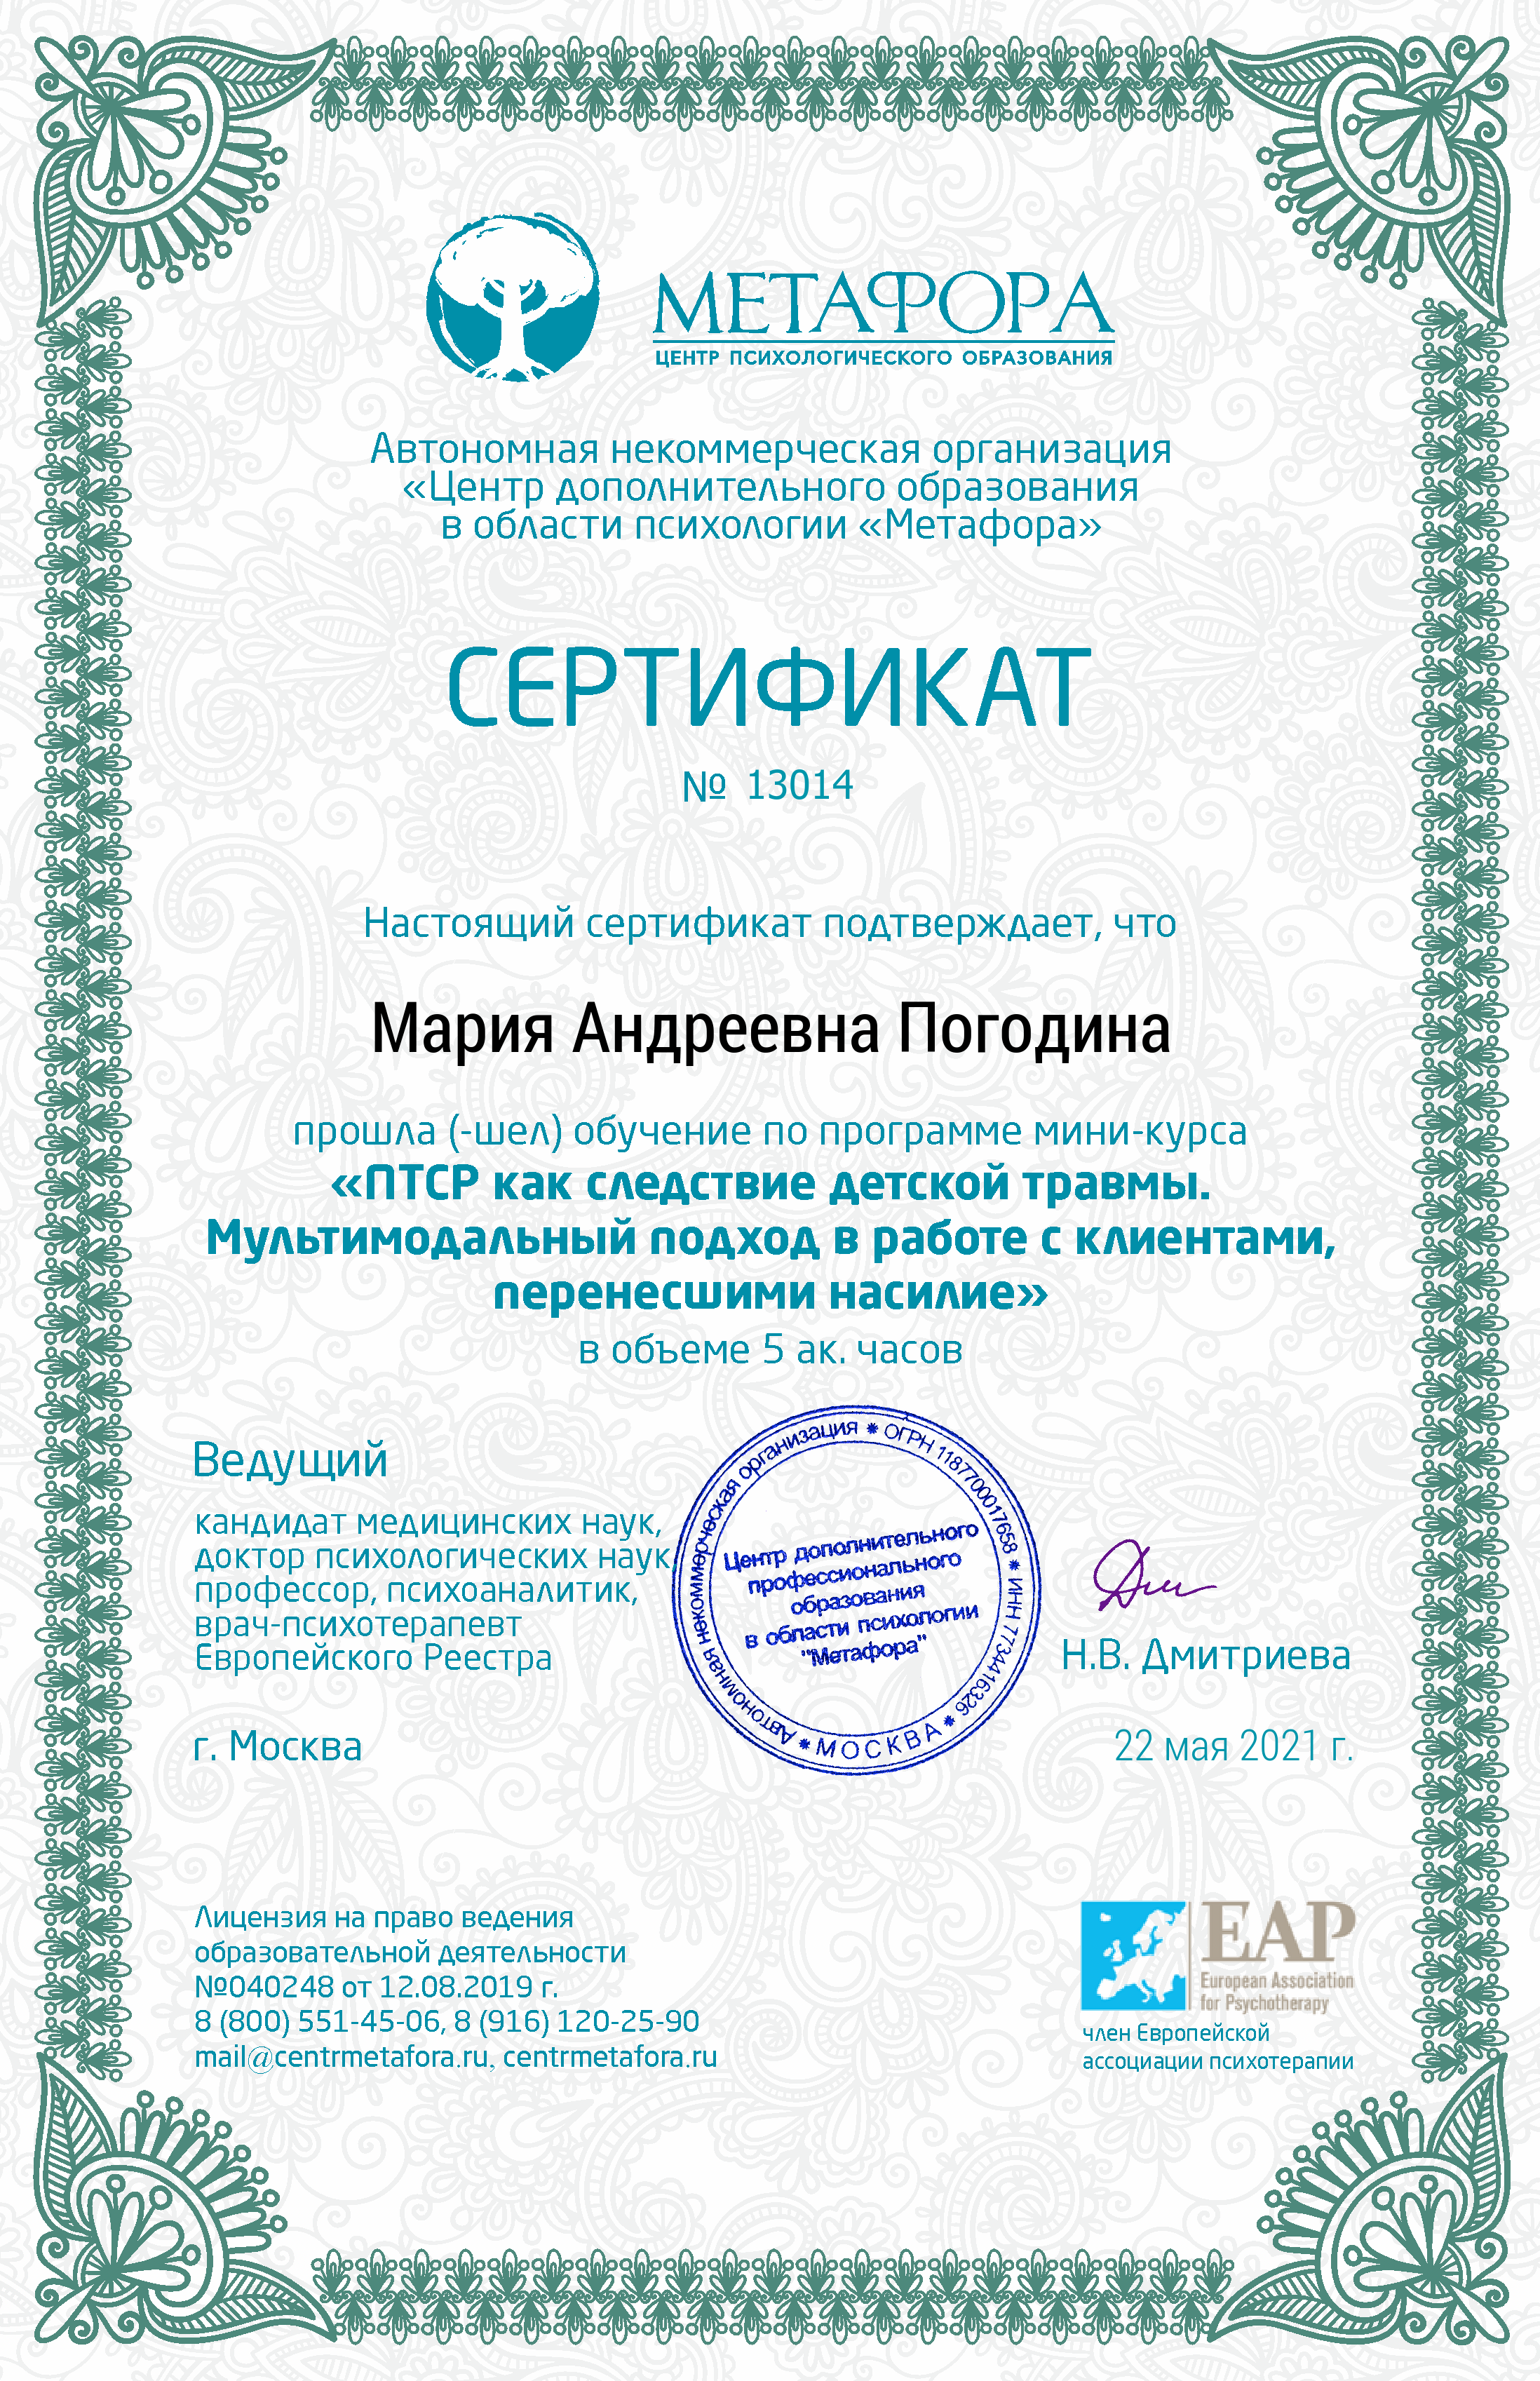 МЕТАФОРА
ЦЕНТР ПСИХОЛОГИЧЕСКОГО ОБРАЗОВАНИЯ
Автономная некоммерческая организация
«Центр дополнительного образования
в области психологии «Метафора»
СЕРТИФИКАТ
№ 13014
Настоящий сертификат подтверждает, что
Мария Андреевна Погодина
прошла (-шел) обучение по программе мини-курса
«ПТСР как следствие детской травмы.
Мультимодальный подход в работе с клиентами,
перенесшими насилие»
в объеме 5 ак. часов
Ведущий
кандидат медицинских наук,
доктор психологических наук,
профессор, психоаналитик,
врач-психотерапевт
Европейского Реестра
Автономная некоммерческая организация * ОГРН 1187700017658 * ИНН 7734416326 * МОСКВА *
Центр дополнительного
профессионального
образования
в области психологии
"Метафора"
Н.В. Дмитриева
г. Москва
22 мая 2021 г.
Лицензия на право ведения
образовательной деятельности
№040248 от 12.08.2019 г.
8 (800) 551-45-06, 8 (916) 120-25-90
mail@centrmetafora.ru, centrmetafora.ru
EAP
European Association
for Psychotherapy
член Европейской
ассоциации психотерапии